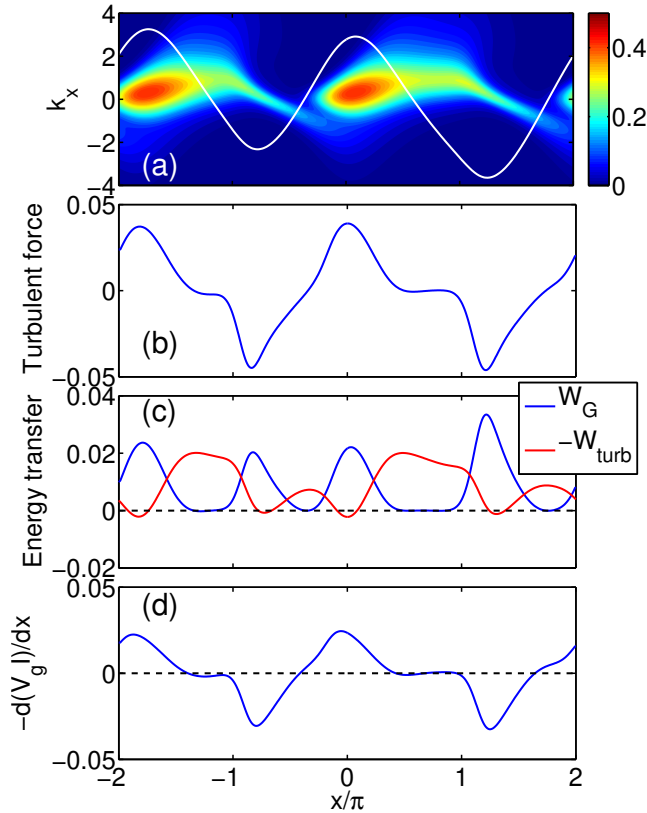 4
2
0
−2
−4
k_x
(a)
0.4
0.2
0
0.05
0
−0.05
Turbulent force
(b)
0.04
0.02
0
−0.02
Energy transfer
(c)
W_G
−W_turb
0.05
0
−0.05
−d(V_gI)/dx
(d)
−2
−1
0
1
2
x/π